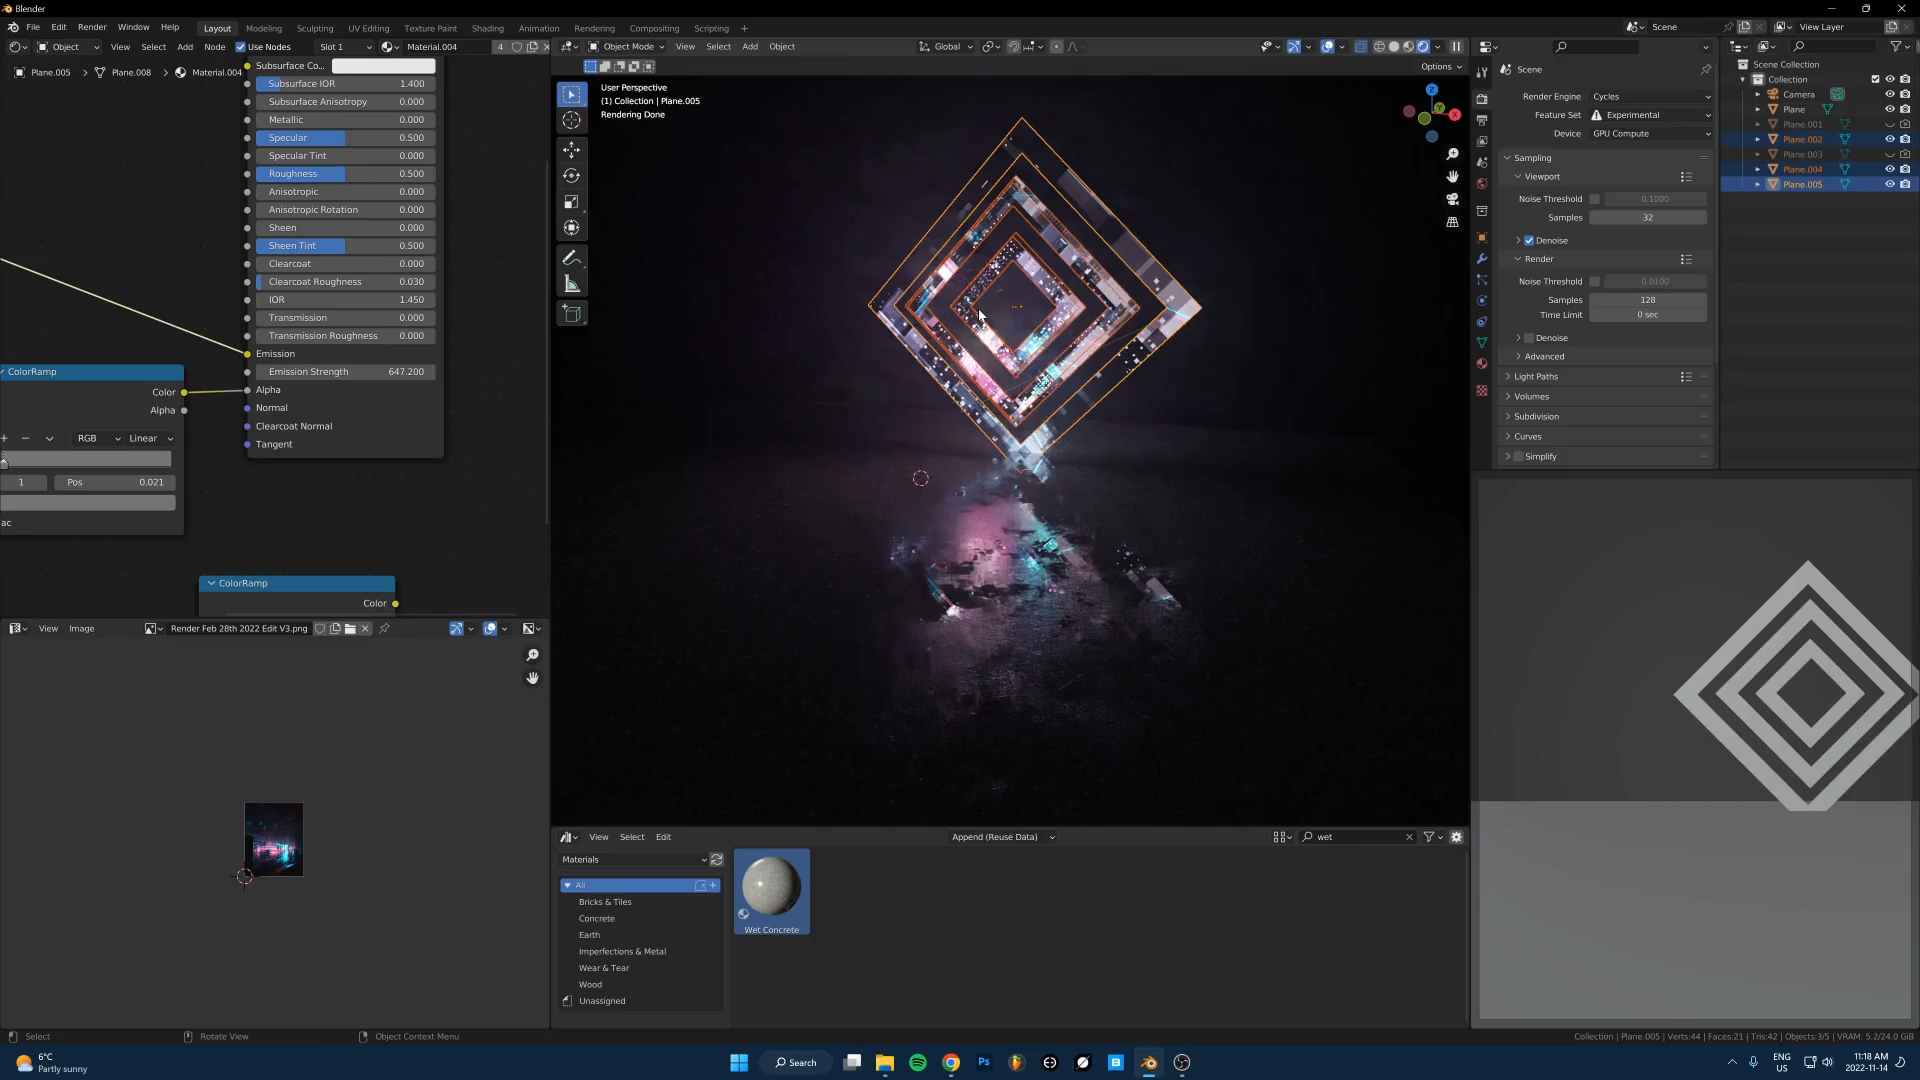 Blender
File Edit Render Window Help Layout Modeling Sculpting UV Editing Texture Paint Shading Animation Rendering Compositing Scripting + Scene View Layer
Object View Select Add Node Use Nodes Slot 1 Material.004 4
Plane.005 Plane.008 Material.004
Subsurface Co...
Subsurface IOR 1.400
Subsurface Anisotropy 0.000
Metallic 0.000
Specular 0.500
Specular Tint 0.000
Roughness 0.500
Anisotropic 0.000
Anisotropic Rotation 0.000
Sheen 0.000
Sheen Tint 0.500
Clearcoat 0.000
Clearcoat Roughness 0.030
IOR 1.450
Transmission 0.000
Transmission Roughness 0.000
Emission
Emission Strength 647.200
Alpha
Normal
Clearcoat Normal
Tangent
ColorRamp
Color
Alpha
RGB Linear
1 Pos 0.021
ac
ColorRamp
Color
Object Mode View Select Add Object Global
Options
User Perspective
(1) Collection | Plane.005
Rendering Done
Z
Y
X
Scene
Render Engine Cycles
Feature Set Experimental
Device GPU Compute
Sampling
Viewport
Noise Threshold 0.1000
Samples 32
Denoise
Render
Noise Threshold 0.0100
Samples 128
Time Limit 0 sec
Denoise
Advanced
Light Paths
Volumes
Subdivision
Curves
Simplify
Scene Collection
Collection
Camera
Plane
Plane.001
Plane.002
Plane.003
Plane.004
Plane.005
View Image Render Feb 28th 2022 Edit V3.png
View Select Edit Append (Reuse Data) wet
Materials
All
Bricks & Tiles
Concrete
Earth
Imperfections & Metal
Wear & Tear
Wood
Unassigned
Wet Concrete
Select Rotate View Object Context Menu
Collection | Plane.005 | Verts:44 | Faces:21 | Tris:42 | Objects:3/5 | VRAM: 5.2/24.0 GiB
6°C
Partly sunny
Search
Ps
B
ENG
US
11:18 AM
2022-11-14